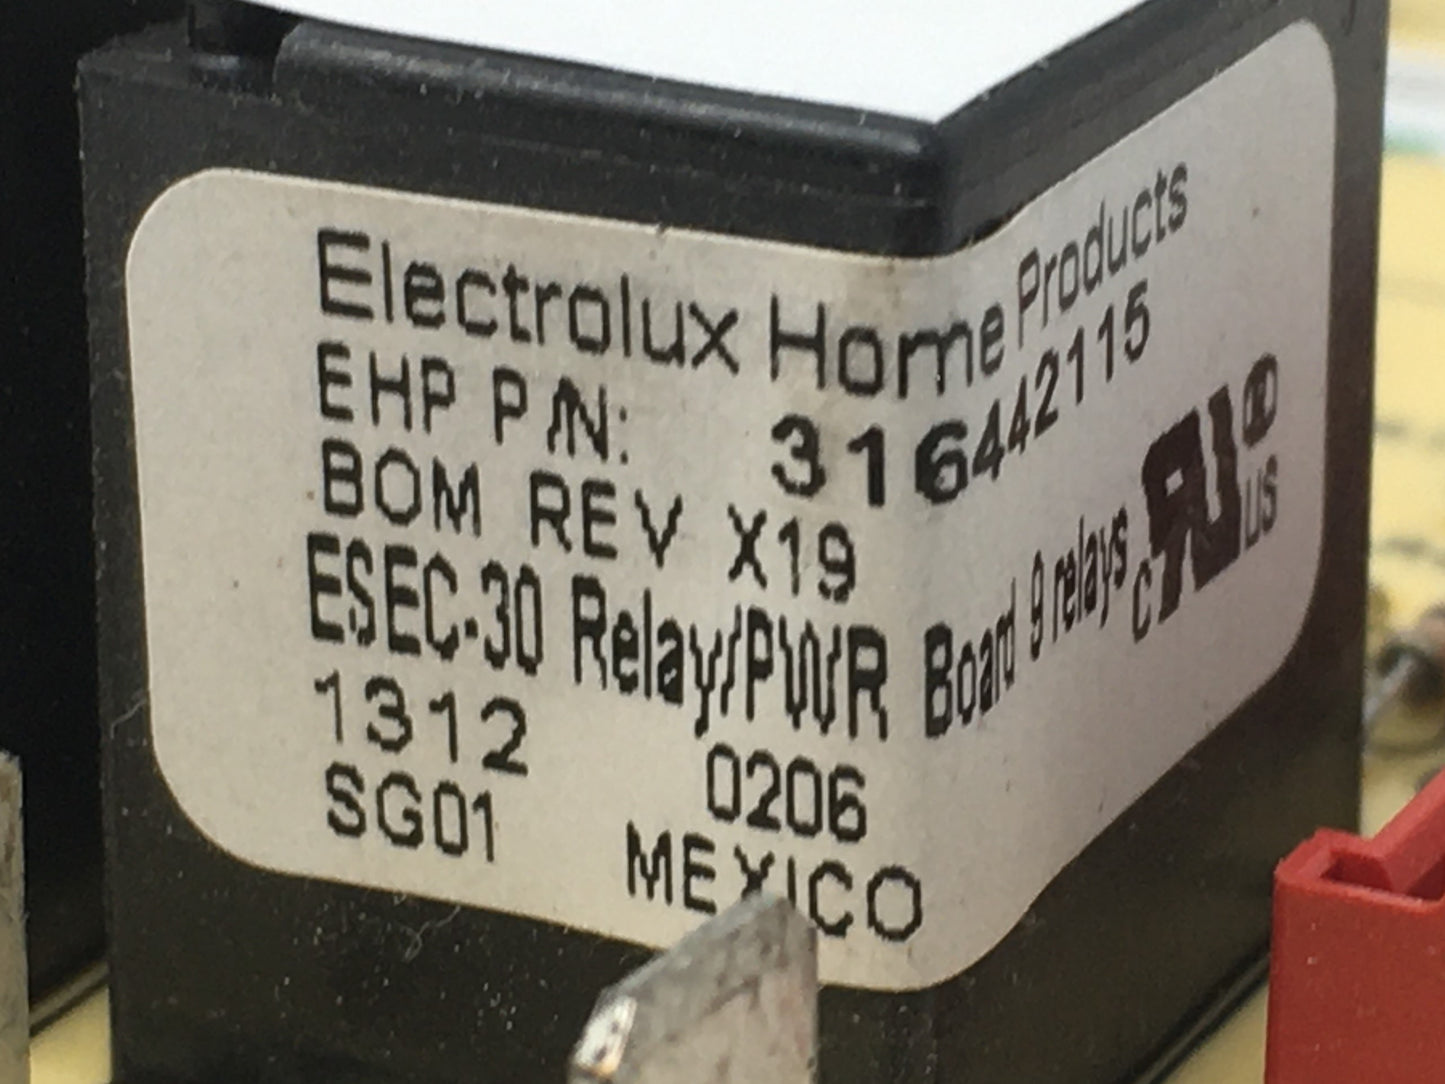 Electrolux Home Products
EHP P/N: 316442115
BOM REV X19
ESEC-30 Relay/PWR Board 9 relays
c RU US
1312 0206
SG01 MEXICO